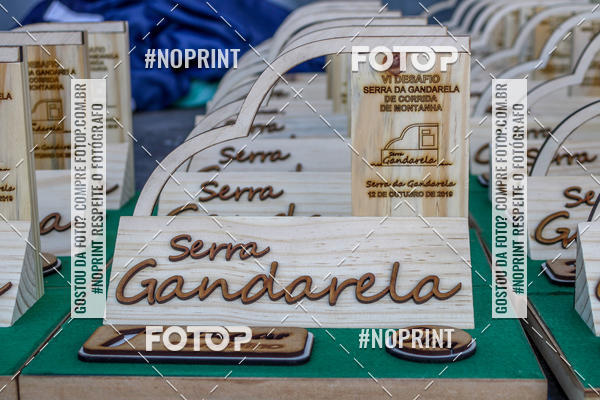 #NOPRINT
FOTOP
VI DESAFIO
SERRA DA GANDARELA
DE CORRIDA
DE MONTANHA
Serra
Gandarela
Serra da Gandarela
12 DE OUTUBRO DE 2019
Serra
Serra
Serra
Gandarela
FOTOP
#NOPRINT
GOSTOU DA FOTO? COMPRE FOTOP.COM.BR
#NOPRINT RESPEITE O FOTÓGRAFO
GOSTOU DA FOTO? COMPRE FOTOP.COM.BR
#NOPRINT RESPEITE O FOTÓGRAFO